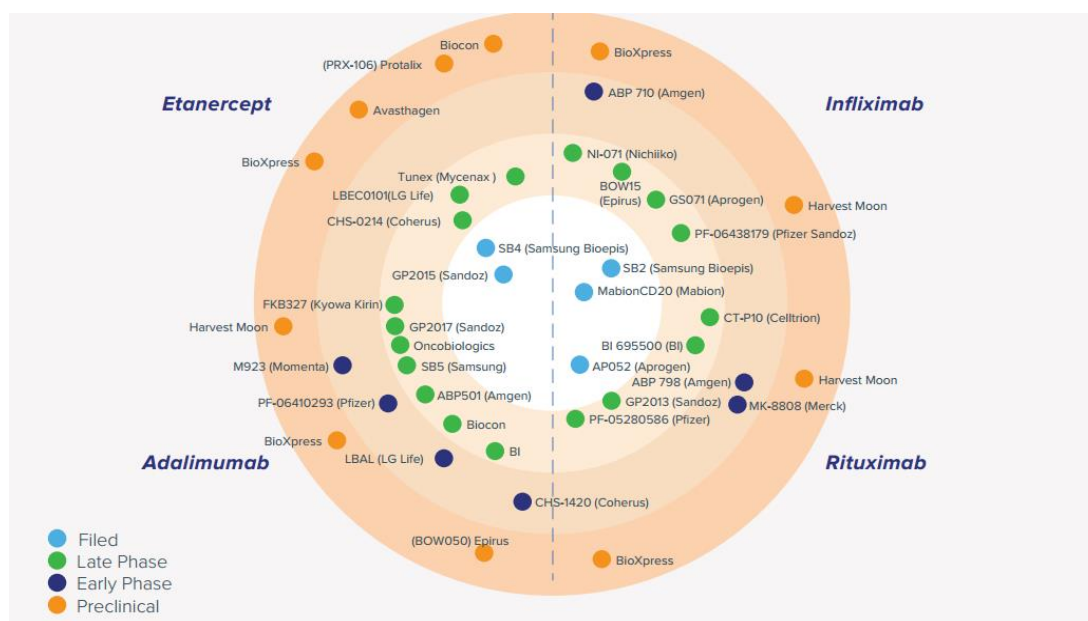 Biocon
BioXpress
(PRX-106) Protalix
ABP 710 (Amgen)
Etanercept
Infliximab
Avasthagen
BioXpress
NI-071 (Nichiiko)
Tunex (Mycenax )
BOW15
(Epirus)
LBEC0101(LG Life)
GS071 (Aprogen)
Harvest Moon
CHS-0214 (Coherus)
PF-06438179 (Pfizer Sandoz)
SB4 (Samsung Bioepis)
SB2 (Samsung Bioepis)
GP2015 (Sandoz)
MabionCD20 (Mabion)
FKB327 (Kyowa Kirin)
CT-P10 (Celltrion)
Harvest Moon
GP2017 (Sandoz)
Oncobiologics
BI 695500 (BI)
M923 (Momenta)
SB5 (Samsung)
AP052 (Aprogen)
ABP 798 (Amgen)
Harvest Moon
ABP501 (Amgen)
PF-06410293 (Pfizer)
GP2013 (Sandoz)
MK-8808 (Merck)
PF-05280586 (Pfizer)
Biocon
BioXpress
BI
LBAL (LG Life)
Adalimumab
Rituximab
CHS-1420 (Coherus)
(BOW050) Epirus
BioXpress
Filed
Late Phase
Early Phase
Preclinical